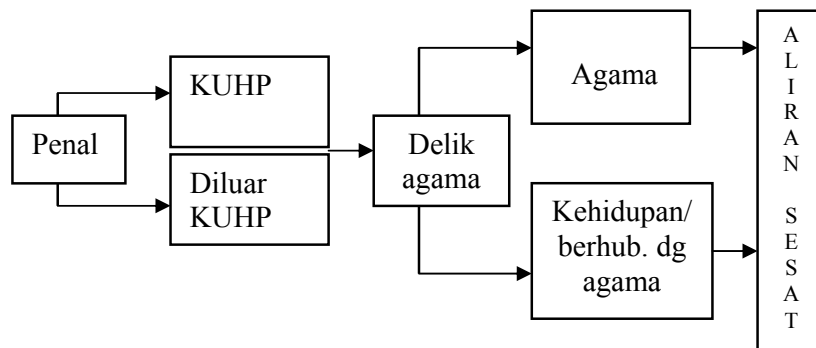 Penal
KUHP
Diluar
KUHP
Delik
agama
Agama
Kehidupan/
berhub. dg
agama
A
L
I
R
A
N
S
E
S
A
T